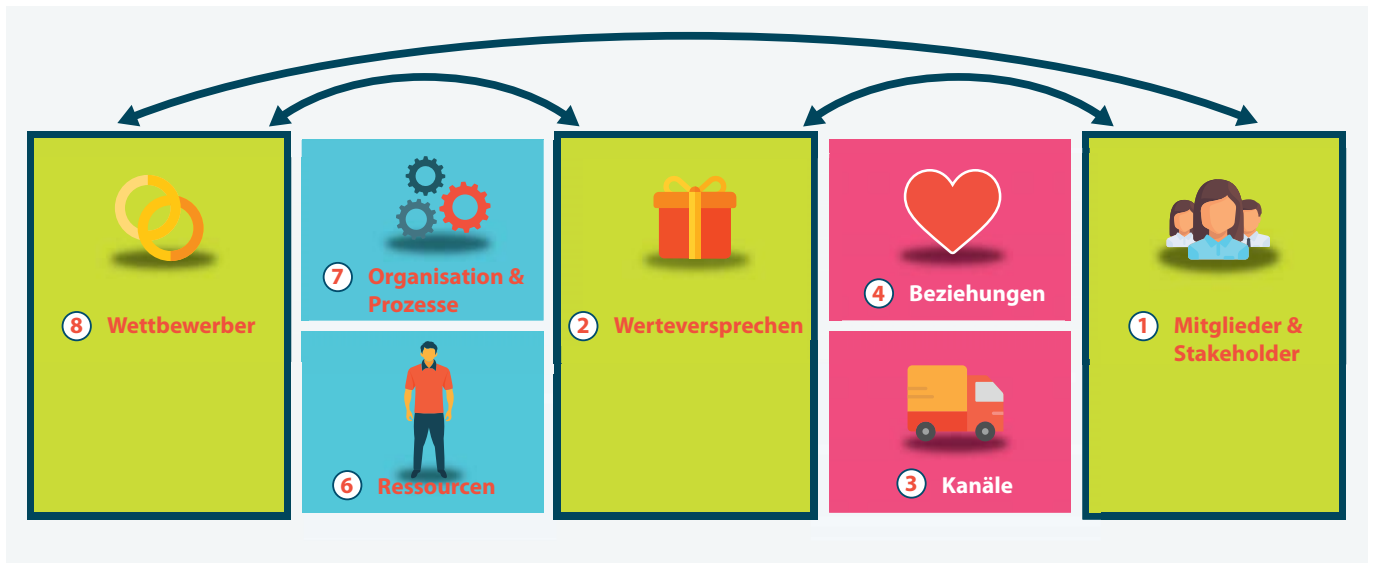 8 Wettbewerber
7 Organisation &
Prozesse
6 Ressourcen
2 Werteversprechen
4 Beziehungen
3 Kanäle
1 Mitglieder &
Stakeholder